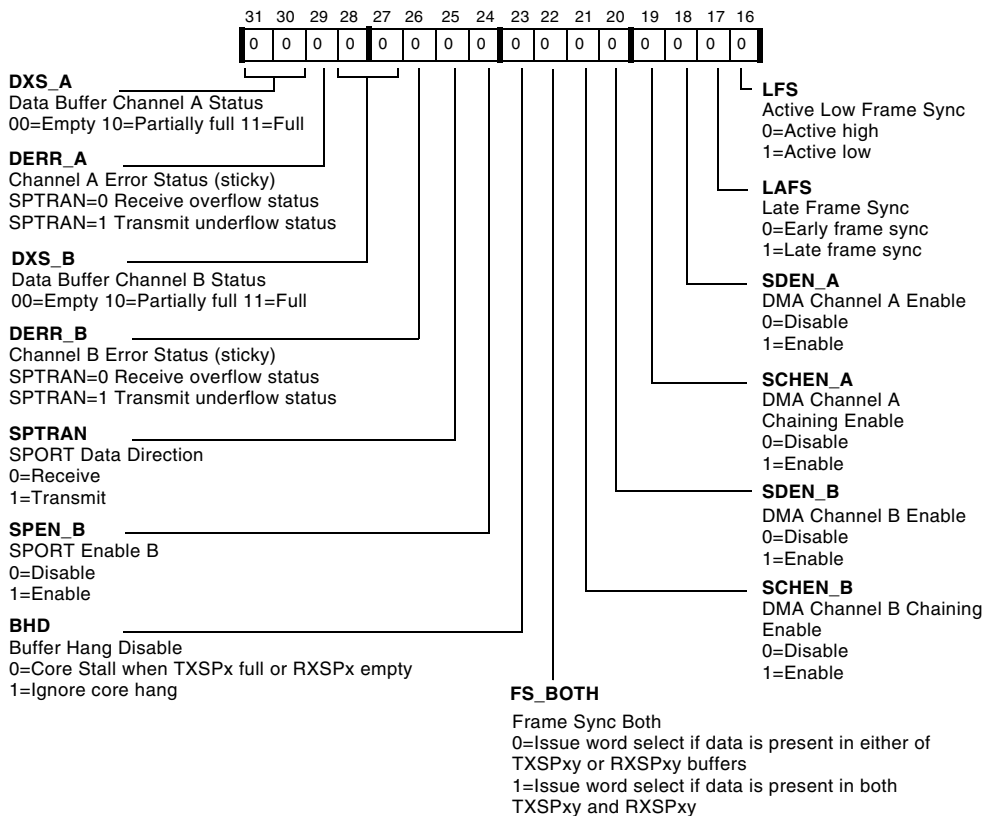 31 30 29 28 27 26 25 24 23 22 21 20 19 18 17 16
0 0 0 0 0 0 0 0 0 0 0 0 0 0 0 0
DXS_A
Data Buffer Channel A Status
00=Empty 10=Partially full 11=Full
DERR_A
Channel A Error Status (sticky)
SPTRAN=0 Receive overflow status
SPTRAN=1 Transmit underflow status
DXS_B
Data Buffer Channel B Status
00=Empty 10=Partially full 11=Full
DERR_B
Channel B Error Status (sticky)
SPTRAN=0 Receive overflow status
SPTRAN=1 Transmit underflow status
SPTRAN
SPORT Data Direction
0=Receive
1=Transmit
SPEN_B
SPORT Enable B
0=Disable
1=Enable
BHD
Buffer Hang Disable
0=Core Stall when TXSPx full or RXSPx empty
1=Ignore core hang
LFS
Active Low Frame Sync
0=Active high
1=Active low
LAFS
Late Frame Sync
0=Early frame sync
1=Late frame sync
SDEN_A
DMA Channel A Enable
0=Disable
1=Enable
SCHEN_A
DMA Channel A
Chaining Enable
0=Disable
1=Enable
SDEN_B
DMA Channel B Enable
0=Disable
1=Enable
SCHEN_B
DMA Channel B Chaining
Enable
0=Disable
1=Enable
FS_BOTH
Frame Sync Both
0=Issue word select if data is present in either of
TXSPxy or RXSPxy buffers
1=Issue word select if data is present in both
TXSPxy and RXSPxy